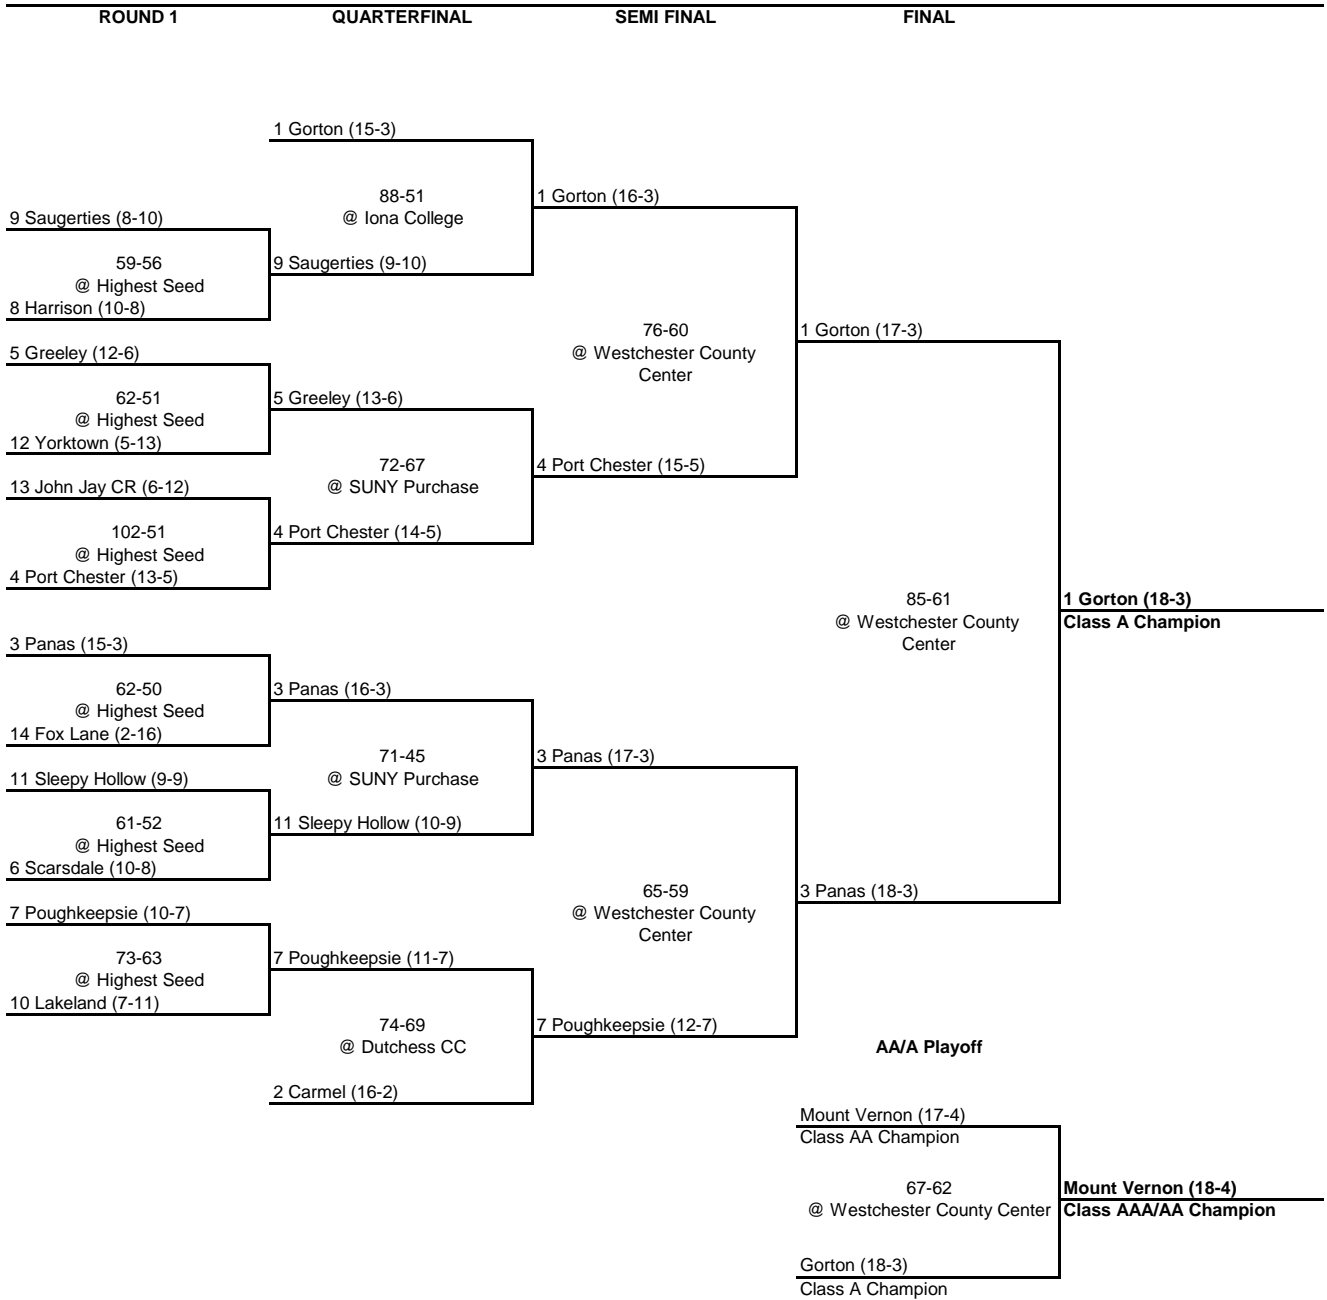 ROUND 1 QUARTERFINAL SEMI FINAL FINAL
1 Gorton (15-3)
88-51
@ Iona College
1 Gorton (16-3)
9 Saugerties (8-10)
59-56
@ Highest Seed
9 Saugerties (9-10)
8 Harrison (10-8)
76-60
@ Westchester County
Center
1 Gorton (17-3)
5 Greeley (12-6)
62-51
@ Highest Seed
5 Greeley (13-6)
12 Yorktown (5-13)
72-67
@ SUNY Purchase
4 Port Chester (15-5)
13 John Jay CR (6-12)
102-51
@ Highest Seed
4 Port Chester (14-5)
4 Port Chester (13-5)
85-61
@ Westchester County
Center
1 Gorton (18-3)
Class A Champion
3 Panas (15-3)
62-50
@ Highest Seed
3 Panas (16-3)
14 Fox Lane (2-16)
71-45
@ SUNY Purchase
3 Panas (17-3)
11 Sleepy Hollow (9-9)
61-52
@ Highest Seed
11 Sleepy Hollow (10-9)
6 Scarsdale (10-8)
65-59
@ Westchester County
Center
3 Panas (18-3)
7 Poughkeepsie (10-7)
73-63
@ Highest Seed
7 Poughkeepsie (11-7)
10 Lakeland (7-11)
74-69
@ Dutchess CC
7 Poughkeepsie (12-7)
2 Carmel (16-2)
AA/A Playoff
Mount Vernon (17-4)
Class AA Champion
67-62
@ Westchester County Center
Mount Vernon (18-4)
Class AAA/AA Champion
Gorton (18-3)
Class A Champion